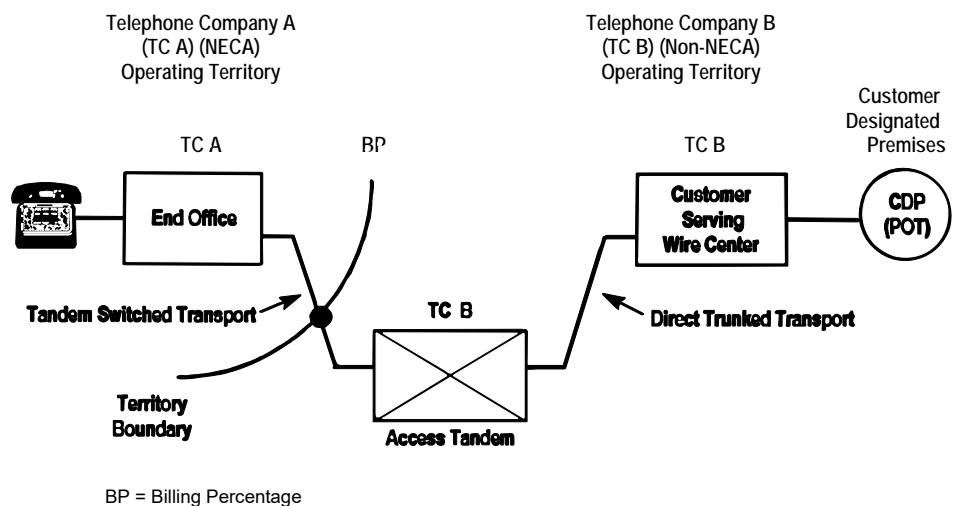 Telephone Company A
(TC A) (NECA)
Operating Territory
Telephone Company B
(TC B) (Non-NECA)
Operating Territory
Customer
Designated
Premises
TC A
BP
TC B
End Office
Customer
Serving
Wire Center
CDP
(POT)
Tandem Switched Transport
TC B
Direct Trunked Transport
Territory
Boundary
Access Tandem
BP = Billing Percentage